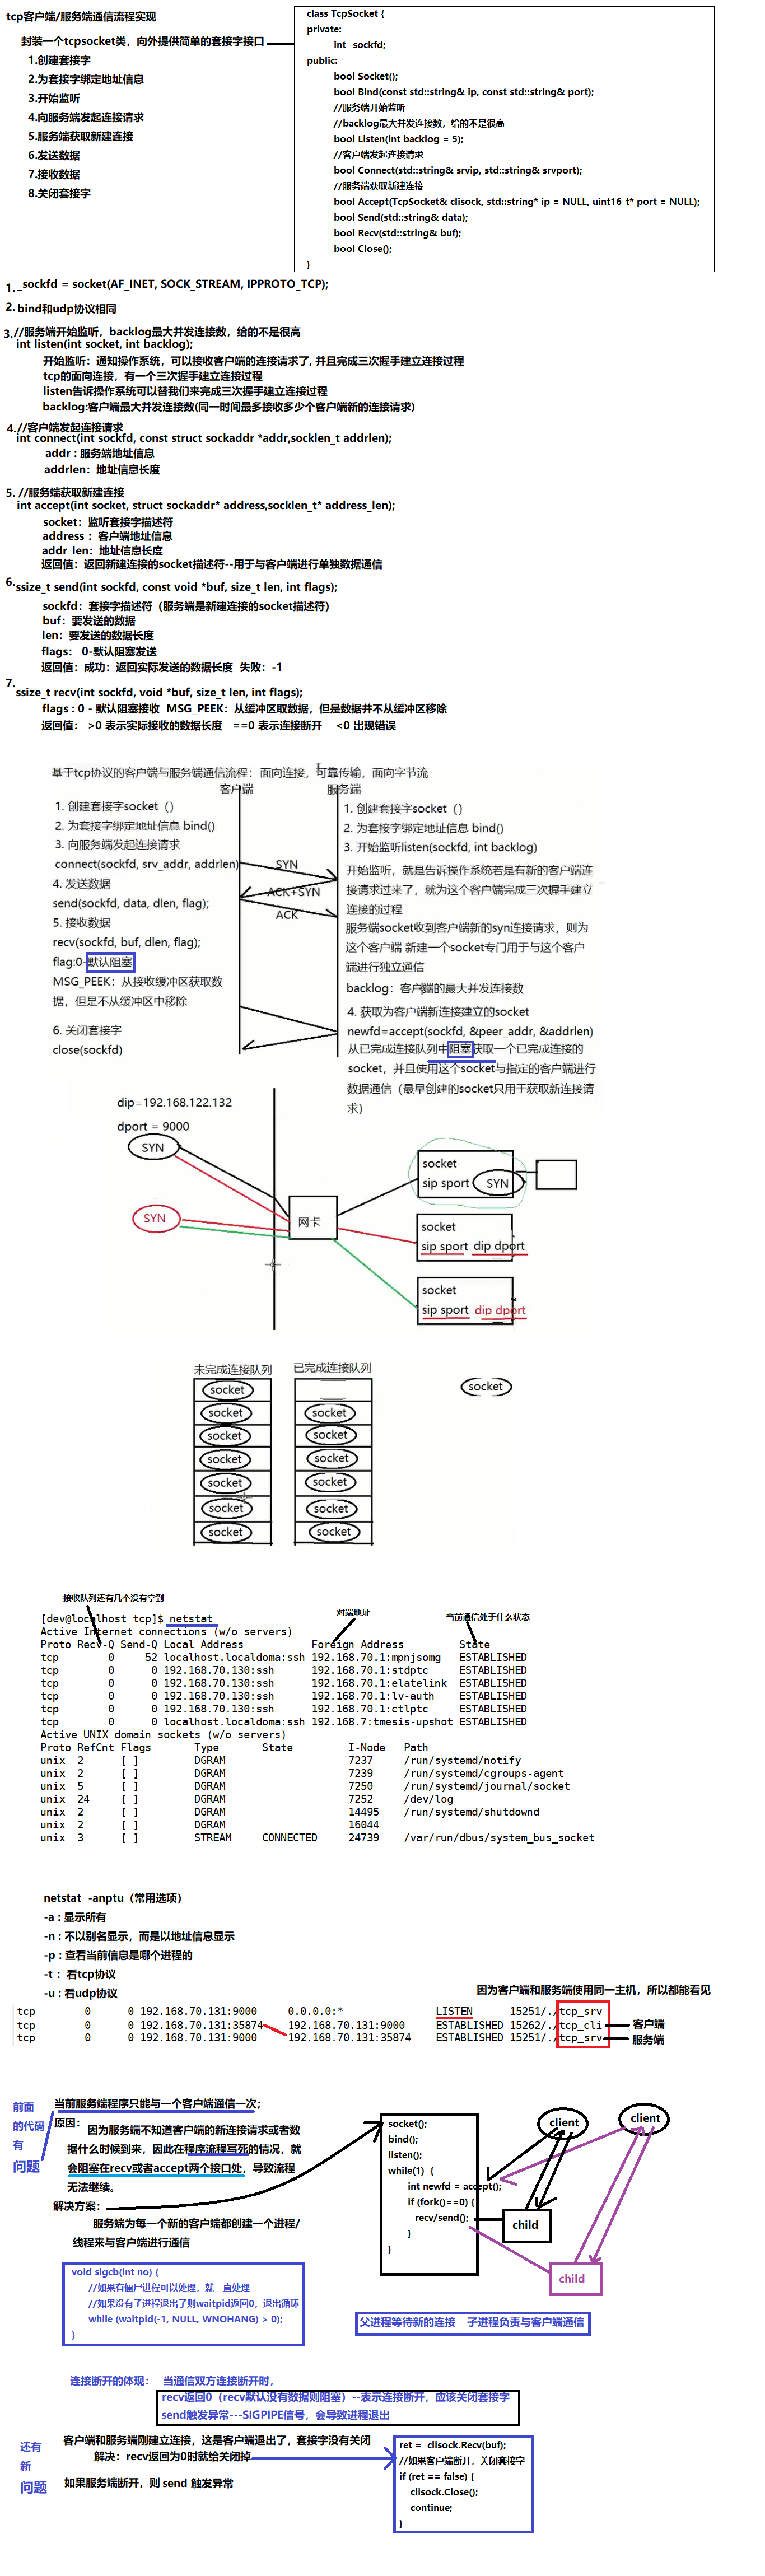 tcp客户端/服务端通信流程实现
封装一个tcpsocket类，向外提供简单的套接字接口
1.创建套接字
2.为套接字绑定地址信息
3.开始监听
4.向服务端发起连接请求
5.服务端获取新建连接
6.发送数据
7.接收数据
8.关闭套接字
class TcpSocket {
private:
int _sockfd;
public:
bool Socket();
bool Bind(const std::string& ip, const std::string& port);
//服务端开始监听
//backlog最大并发连接数，给的不是很高
bool Listen(int backlog = 5);
//客户端发起连接请求
bool Connect(std::string& srvip, std::string& srvport);
//服务端获取新建连接
bool Accept(TcpSocket& clisock, std::string* ip = NULL, uint16_t* port = NULL);
bool Send(std::string& data);
bool Recv(std::string& buf);
bool Close();
}
1._sockfd = socket(AF_INET, SOCK_STREAM, IPPROTO_TCP);
2.bind和udp协议相同
3.//服务端开始监听，backlog最大并发连接数，给的不是很高
int listen(int socket, int backlog);
开始监听：通知操作系统，可以接收客户端的连接请求了, 并且完成三次握手建立连接过程
tcp的面向连接，有一个三次握手建立连接过程
listen告诉操作系统可以替我们来完成三次握手建立连接过程
backlog:客户端最大并发连接数(同一时间最多接收多少个客户端新的连接请求)
4.//客户端发起连接请求
int connect(int sockfd, const struct sockaddr *addr,socklen_t addrlen);
addr : 服务端地址信息
addrlen：地址信息长度
5. //服务端获取新建连接
int accept(int socket, struct sockaddr* address,socklen_t* address_len);
socket：监听套接字描述符
address ：客户端地址信息
addr len：地址信息长度
返回值：返回新建连接的socket描述符--用于与客户端进行单独数据通信
6.ssize_t send(int sockfd, const void *buf, size_t len, int flags);
sockfd：套接字描述符（服务端是新建连接的socket描述符）
buf：要发送的数据
len：要发送的数据长度
flags： 0-默认阻塞发送
返回值：成功：返回实际发送的数据长度 失败：-1
7.
ssize_t recv(int sockfd, void *buf, size_t len, int flags);
flags : 0 - 默认阻塞接收 MSG_PEEK：从缓冲区取数据，但是数据并不从缓冲区移除
返回值： >0 表示实际接收的数据长度 ==0 表示连接断开 <0 出现错误
基于tcp协议的客户端与服务端通信流程：面向连接，可靠传输，面向字节流
客户端
服务端
1. 创建套接字socket（）
2. 为套接字绑定地址信息 bind()
3. 向服务端发起连接请求
connect(sockfd, srv_addr, addrlen)
4. 发送数据
send(sockfd, data, dlen, flag);
5. 接收数据
recv(sockfd, buf, dlen, flag);
flag:0-默认阻塞
MSG_PEEK：从接收缓冲区获取数
据，但是不从缓冲区中移除
6. 关闭套接字
close(sockfd)
SYN
ACK+SYN
ACK
1. 创建套接字socket（）
2. 为套接字绑定地址信息 bind()
3. 开始监听listen(sockfd, int backlog)
开始监听，就是告诉操作系统若是有新的客户端连
接请求过来了，就为这个客户端完成三次握手建立
连接的过程
服务端socket收到客户端新的syn连接请求，则为
这个客户端 新建一个socket专门用于与这个客户
端进行独立通信
backlog：客户端的最大并发连接数
4. 获取为客户端新连接建立的socket
newfd=accept(sockfd, &peer_addr, &addrlen)
从已完成连接队列中阻塞获取一个已完成连接的
socket，并且使用这个socket与指定的客户端进行
数据通信（最早创建的socket只用于获取新连接请
求）
dip=192.168.122.132
dport = 9000
SYN
SYN
网卡
socket
sip sport SYN
socket
sip sport dip dport
socket
sip sport dip dport
未完成连接队列 已完成连接队列
socket socket
socket socket
socket socket
socket socket
socket socket
socket socket
socket socket
接收队列还有几个没有拿到
对端地址
当前通信处于什么状态
[dev@localhost tcp]$ netstat
Active Internet connections (w/o servers)
Proto Recv-Q Send-Q Local Address Foreign Address State
tcp 0 52 localhost.localdoma:ssh 192.168.70.1:mpnjsomg ESTABLISHED
tcp 0 0 192.168.70.130:ssh 192.168.70.1:stdptc ESTABLISHED
tcp 0 0 192.168.70.130:ssh 192.168.70.1:elatelink ESTABLISHED
tcp 0 0 192.168.70.130:ssh 192.168.70.1:lv-auth ESTABLISHED
tcp 0 0 192.168.70.130:ssh 192.168.70.1:ctlptc ESTABLISHED
tcp 0 0 localhost.localdoma:ssh 192.168.7:tmesis-upshot ESTABLISHED
Active UNIX domain sockets (w/o servers)
Proto RefCnt Flags Type State I-Node Path
unix 2 [ ] DGRAM 7237 /run/systemd/notify
unix 2 [ ] DGRAM 7239 /run/systemd/cgroups-agent
unix 5 [ ] DGRAM 7250 /run/systemd/journal/socket
unix 24 [ ] DGRAM 7252 /dev/log
unix 2 [ ] DGRAM 14495 /run/systemd/shutdownd
unix 2 [ ] DGRAM 16044
unix 3 [ ] STREAM CONNECTED 24739 /var/run/dbus/system_bus_socket
netstat -anptu（常用选项）
-a : 显示所有
-n : 不以别名显示，而是以地址信息显示
-p : 查看当前信息是哪个进程的
-t ：看tcp协议
-u : 看udp协议
因为客户端和服务端使用同一主机，所以都能看见
tcp 0 0 192.168.70.131:9000 0.0.0.0:* LISTEN 15251/./tcp_srv
tcp 0 0 192.168.70.131:35874 192.168.70.131:9000 ESTABLISHED 15262/./tcp_cli 客户端
tcp 0 0 192.168.70.131:9000 192.168.70.131:35874 ESTABLISHED 15251/./tcp_srv 服务端
前面
的代码
有
问题
当前服务端程序只能与一个客户端通信一次；
原因：
因为服务端不知道客户端的新连接请求或者数
据什么时候到来，因此在程序流程写死的情况，就
会阻塞在recv或者accept两个接口处，导致流程
无法继续。
解决方案：
服务端为每一个新的客户端都创建一个进程/
线程来与客户端进行通信
void sigcb(int no) {
//如果有僵尸进程可以处理，就一直处理
//如果没有子进程退出了则waitpid返回0，退出循环
while (waitpid(-1, NULL, WNOHANG) > 0);
}
socket();
bind();
listen();
while(1) {
int newfd = accept();
if (fork()==0) {
recv/send();
}
}
client
client
child
child
父进程等待新的连接 子进程负责与客户端通信
连接断开的体现： 当通信双方连接断开时，
recv返回0（recv默认没有数据则阻塞）--表示连接断开，应该关闭套接字
send触发异常---SIGPIPE信号，会导致进程退出
还有
新
问题
客户端和服务端刚建立连接，这是客户端退出了，套接字没有关闭
解决：recv返回为0时就给关闭掉
如果服务端断开，则 send 触发异常
ret = clisock.Recv(buf);
//如果客户端断开，关闭套接字
if (ret == false) {
clisock.Close();
continue;
}
socket